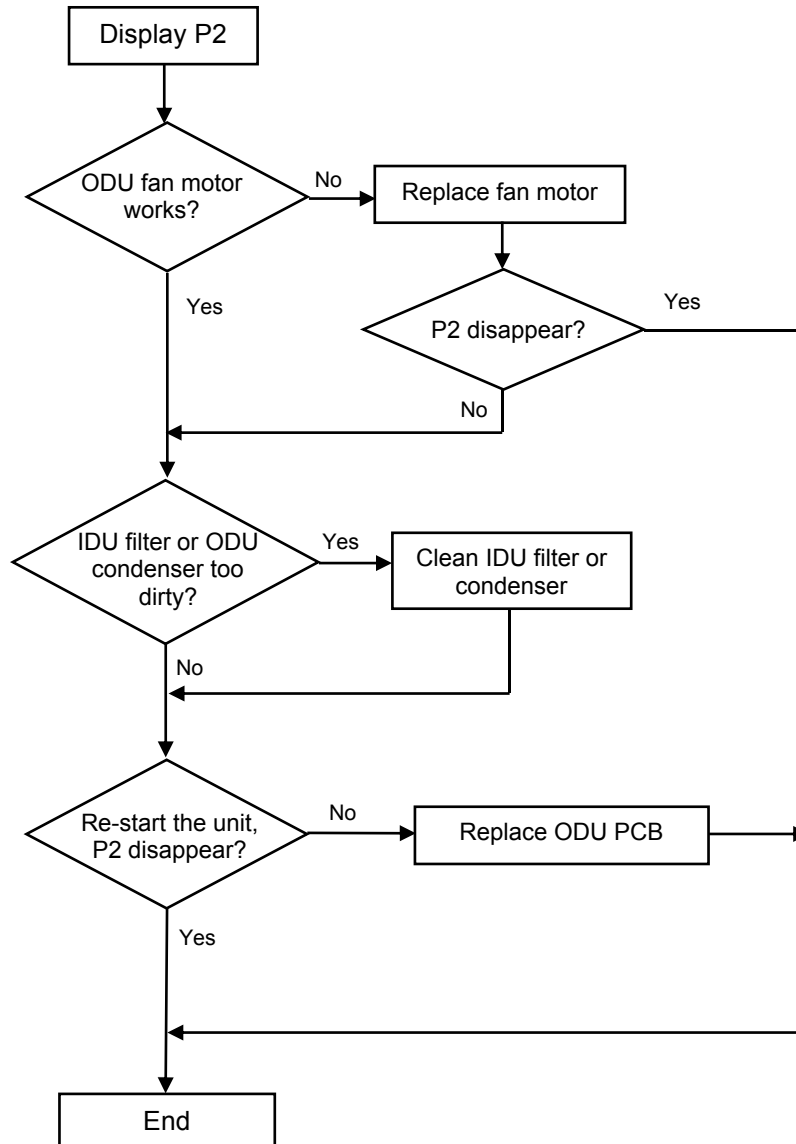 Display P2
ODU fan motor
works?
No
Replace fan motor
Yes
P2 disappear?
Yes
No
IDU filter or ODU
condenser too
dirty?
Yes
Clean IDU filter or
condenser
No
Re-start the unit,
P2 disappear?
No
Replace ODU PCB
Yes
End